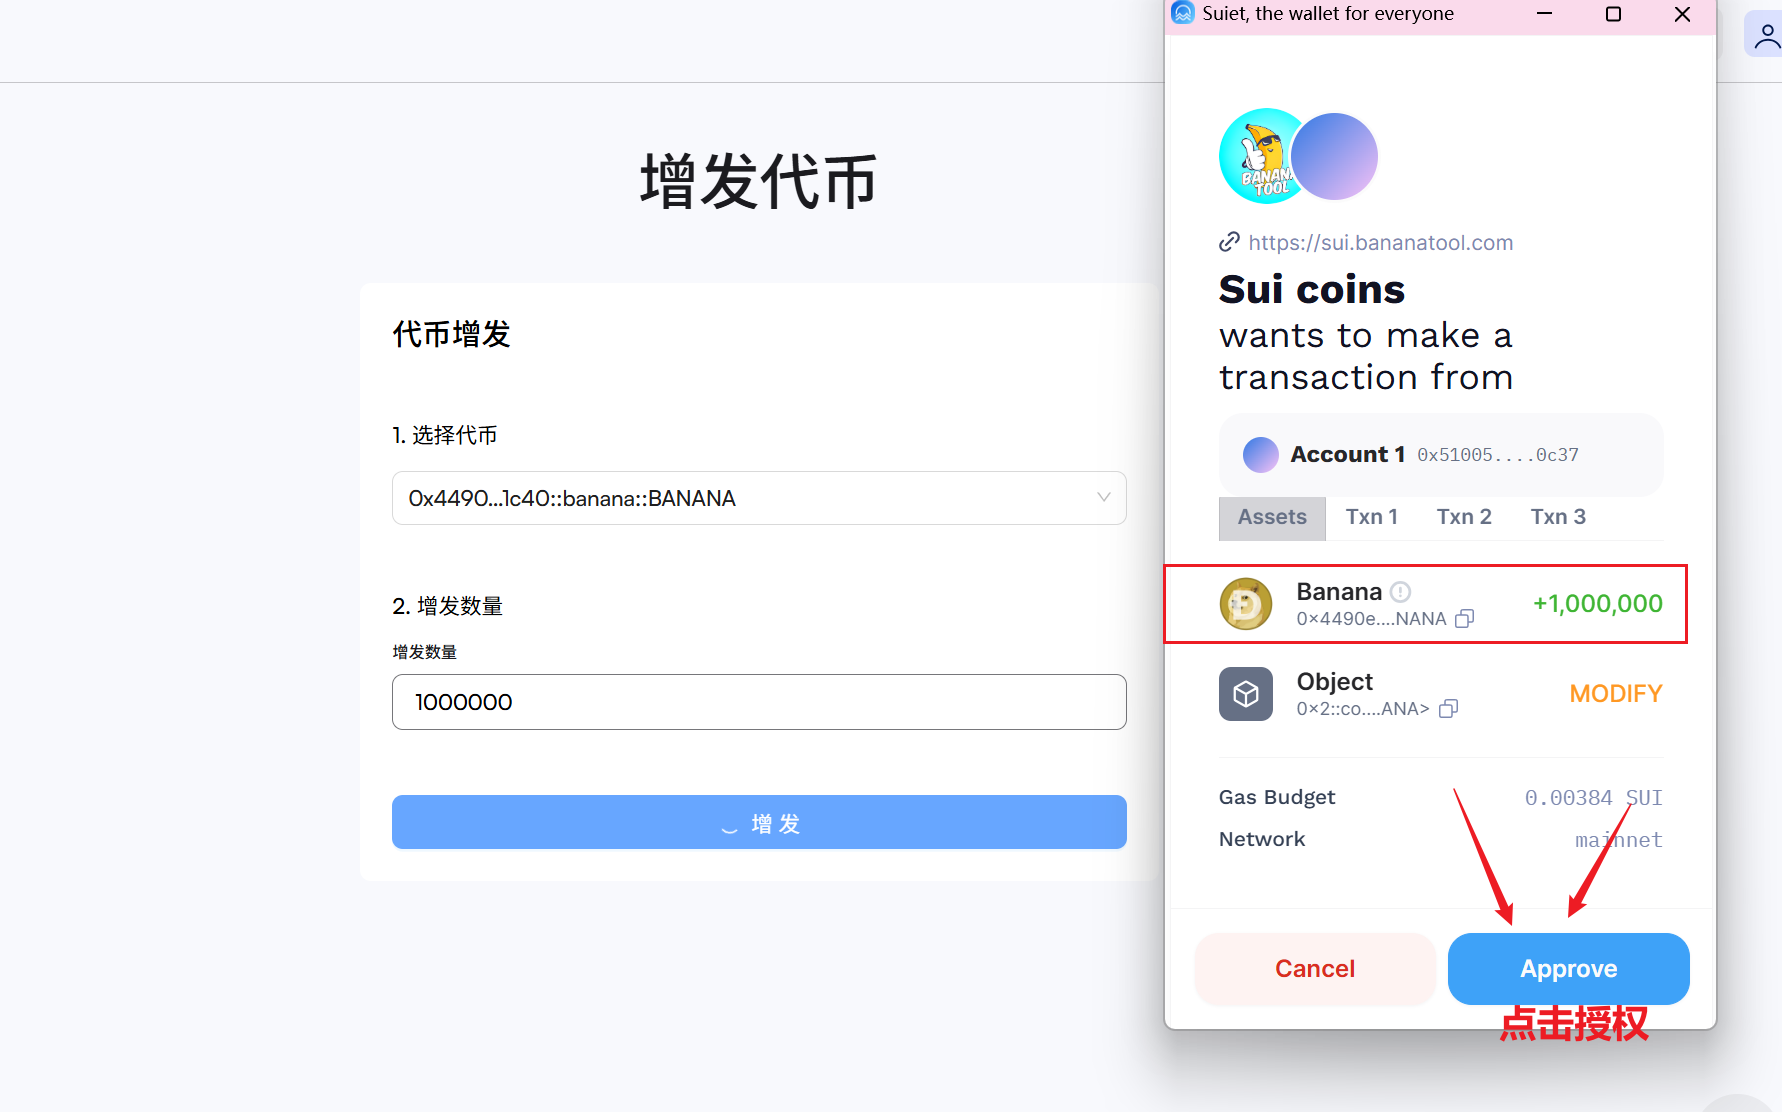 增发代币
代币增发
1. 选择代币
0x4490...1c40::banana::BANANA
2. 增发数量
增发数量
1000000
增 发
Suiet, the wallet for everyone
BANANA
TOOL
https://sui.bananatool.com
Sui coins
wants to make a
transaction from
Account 1 0x51005....0c37
Assets Txn 1 Txn 2 Txn 3
Banana
+1,000,000
0×4490e....NANA
Object
MODIFY
0×2::co....ANA>
Gas Budget 0.00384 SUI
Network mainnet
Cancel Approve
点击授权